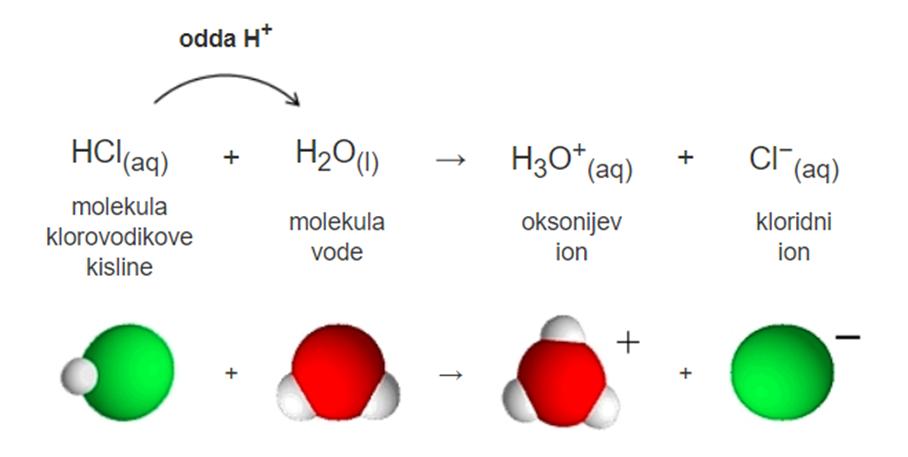 odda H⁺
HCl(aq) + H₂O(l) → H₃O⁺(aq) + Cl⁻(aq)
molekula
klorovodikove
kisline
molekula
vode
oksonijev
ion
kloridni
ion
+ → + + −